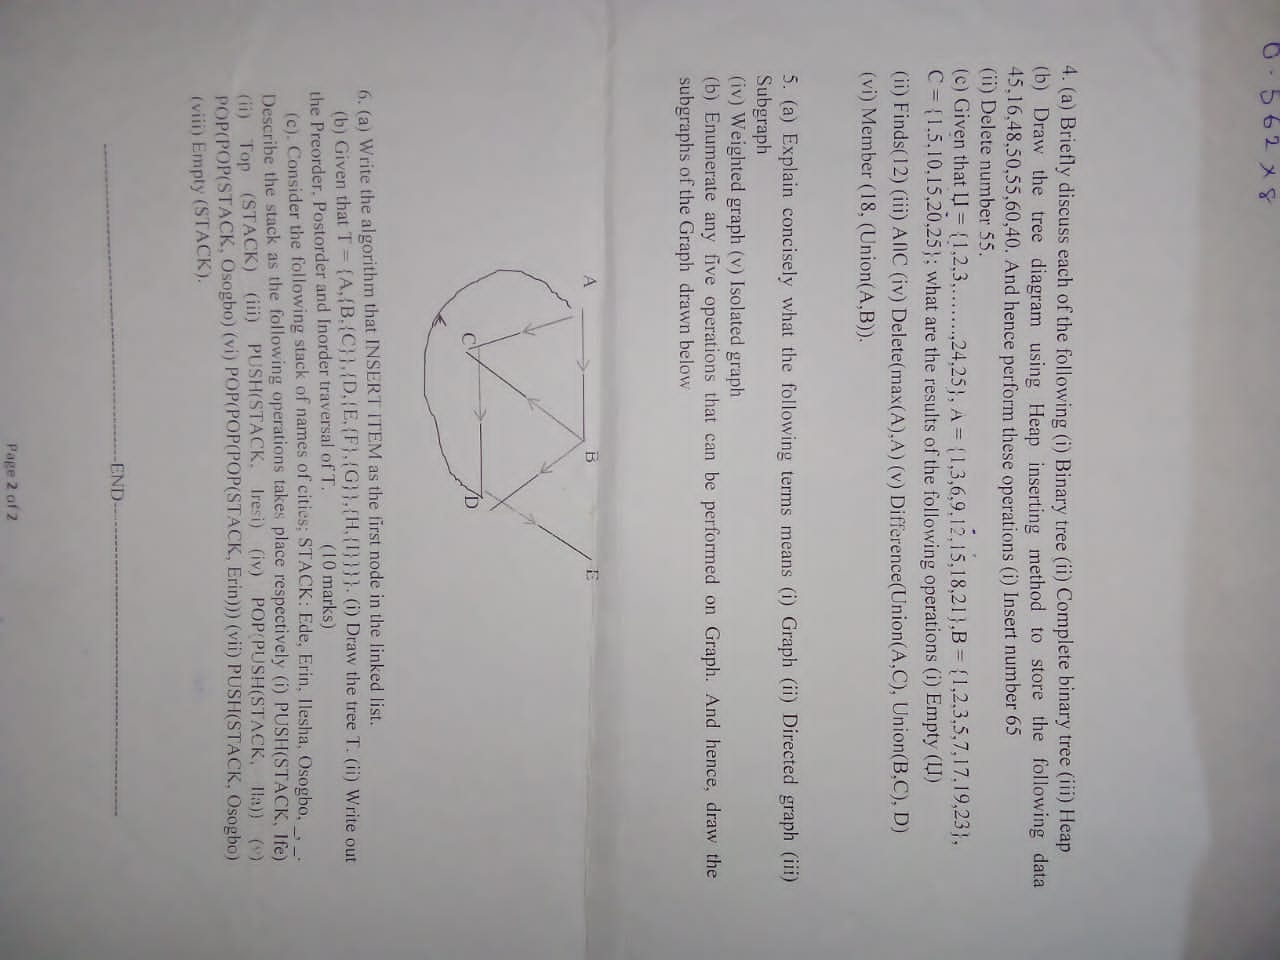 0.562 x 8
4. (a) Briefly discuss each of the following (i) Binary tree (ii) Complete binary tree (iii) Heap
(b) Draw the tree diagram using Heap inserting method to store the following data
45,16,48,50,55,60,40. And hence perform these operations (i) Insert number 65
(ii) Delete number 55.
(c) Given that U = {1,2,3,........,24,25}, A = {1,3,6,9,12,15,18,21},B = {1,2,3,5,7,17,19,23},
C = {1,5,10,15,20,25}; what are the results of the following operations (i) Empty (U)
(ii) Finds(12) (iii) AΠC (iv) Delete(max(A),A) (v) Difference(Union(A,C), Union(B,C), D)
(vi) Member (18, (Union(A,B)).
5. (a) Explain concisely what the following terms means (i) Graph (ii) Directed graph (iii)
Subgraph
(iv) Weighted graph (v) Isolated graph
(b) Enumerate any five operations that can be performed on Graph. And hence, draw the
subgraphs of the Graph drawn below
A
B
E
C
D
6. (a) Write the algorithm that INSERT ITEM as the first node in the linked list.
(b) Given that T = {A,{B,{C}},{D,{E,{F},{G}},{H,{I}}}}. (i) Draw the tree T. (ii) Write out
the Preorder, Postorder and Inorder traversal of T. (10 marks)
(c). Consider the following stack of names of cities; STACK: Ede, Erin, Ilesha, Osogbo, _,_.
Describe the stack as the following operations takes place respectively (i) PUSH(STACK, Ife)
(ii) Top (STACK) (iii) PUSH(STACK, Iresi) (iv) POP(PUSH(STACK, Ila)) (v)
POP(POP(STACK, Osogbo) (vi) POP(POP(POP(STACK, Erin))) (vii) PUSH(STACK, Osogbo)
(viii) Empty (STACK).
------------------------------------------------END------------------------------------------------
Page 2 of 2